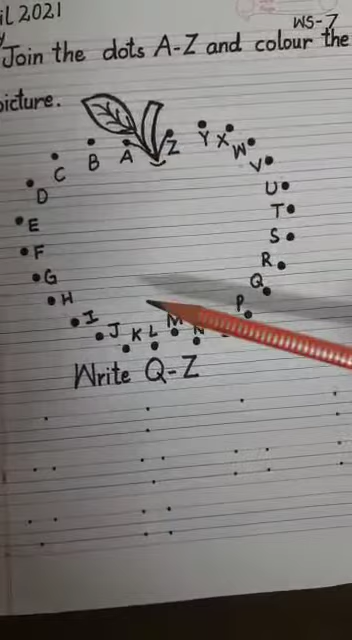 il 2021
WS-7
Join the dots A-Z and colour the
picture.
A
B
C
D
E
F
G
H
I
J
K
L
M
N
P
Q
R
S
T
U
V
W
X
Y
Z
Write Q-Z